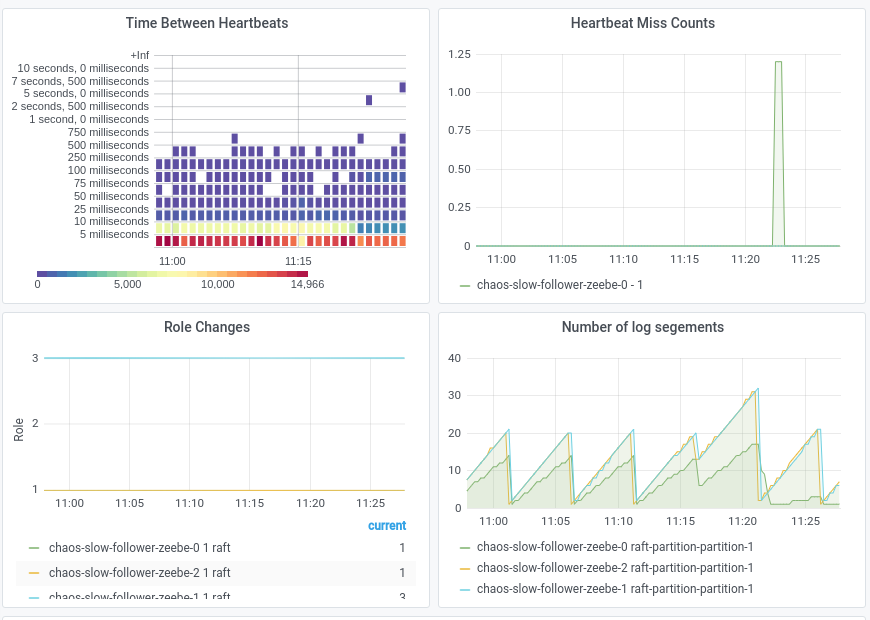 Time Between Heartbeats
+Inf
10 seconds, 0 milliseconds
7 seconds, 500 milliseconds
5 seconds, 0 milliseconds
2 seconds, 500 milliseconds
1 second, 0 milliseconds
750 milliseconds
500 milliseconds
250 milliseconds
100 milliseconds
75 milliseconds
50 milliseconds
25 milliseconds
10 milliseconds
5 milliseconds
11:00 11:15
0 5,000 10,000 14,966
Heartbeat Miss Counts
1.25
1.00
0.75
0.50
0.25
0
11:00 11:05 11:10 11:15 11:20 11:25
chaos-slow-follower-zeebe-0 - 1
Role Changes
Role
3
2
1
11:00 11:05 11:10 11:15 11:20 11:25
current
chaos-slow-follower-zeebe-0 1 raft 1
chaos-slow-follower-zeebe-2 1 raft 1
chaos-slow-follower-zeebe-1 1 raft 3
Number of log segements
40
30
20
10
0
11:00 11:05 11:10 11:15 11:20 11:25
chaos-slow-follower-zeebe-0 raft-partition-partition-1
chaos-slow-follower-zeebe-2 raft-partition-partition-1
chaos-slow-follower-zeebe-1 raft-partition-partition-1